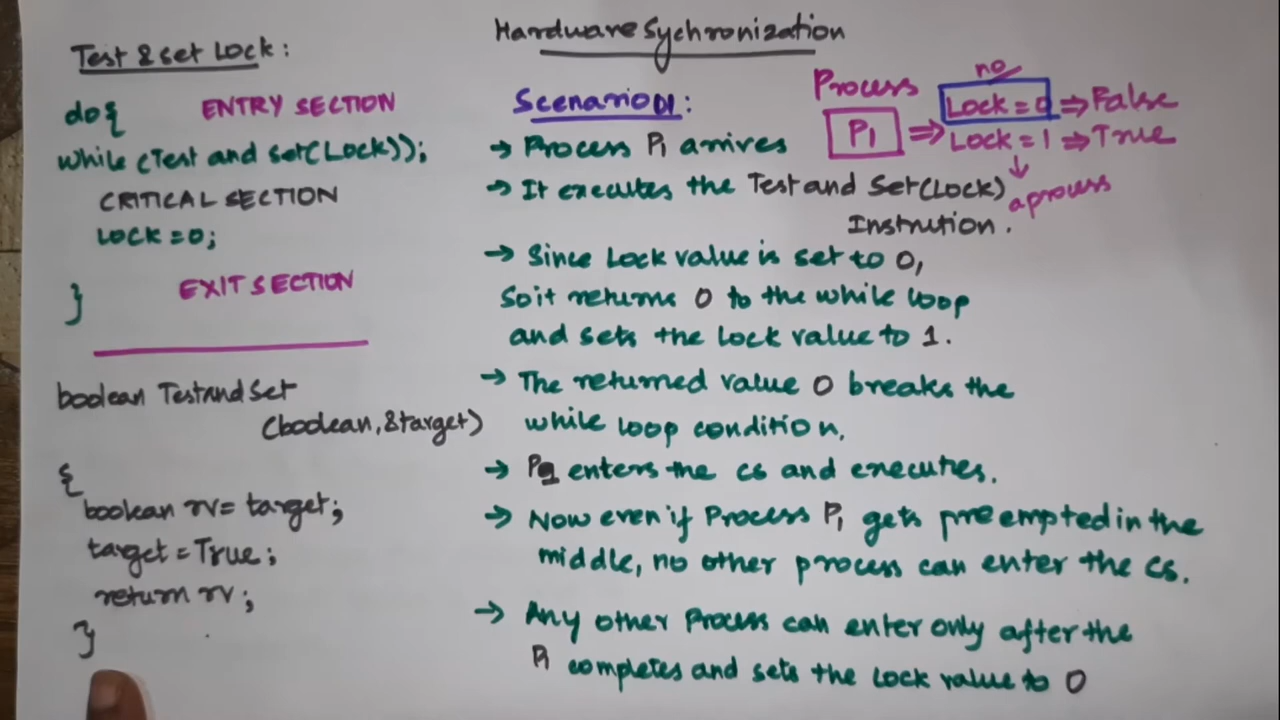 Hardware Sychronization
Test & set Lock:
do{ ENTRY SECTION
while (Test and set(Lock));
CRITICAL SECTION
LOCK = 0;
} EXIT SECTION
boolean TestandSet
(boolean, &target)
{
boolean rv = target;
target = True;
return rv;
}
Scenario 01:
Process
P1 ⇒
no
Lock = 0 ⇒ False
Lock = 1 ⇒ True
↓
a process
→ Process P1 arrives
→ It executes the Test and Set(Lock)
Instrution.
→ Since Lock value is set to 0,
So it returns 0 to the while loop
and sets the lock value to 1.
→ The returned value 0 breaks the
while loop condition.
→ P1 enters the cs and executies.
→ Now even if Process P1 gets preempted in the
middle, no other process can enter the cs.
→ Any other Process can enter only after the
P1 completes and sets the Lock value to 0